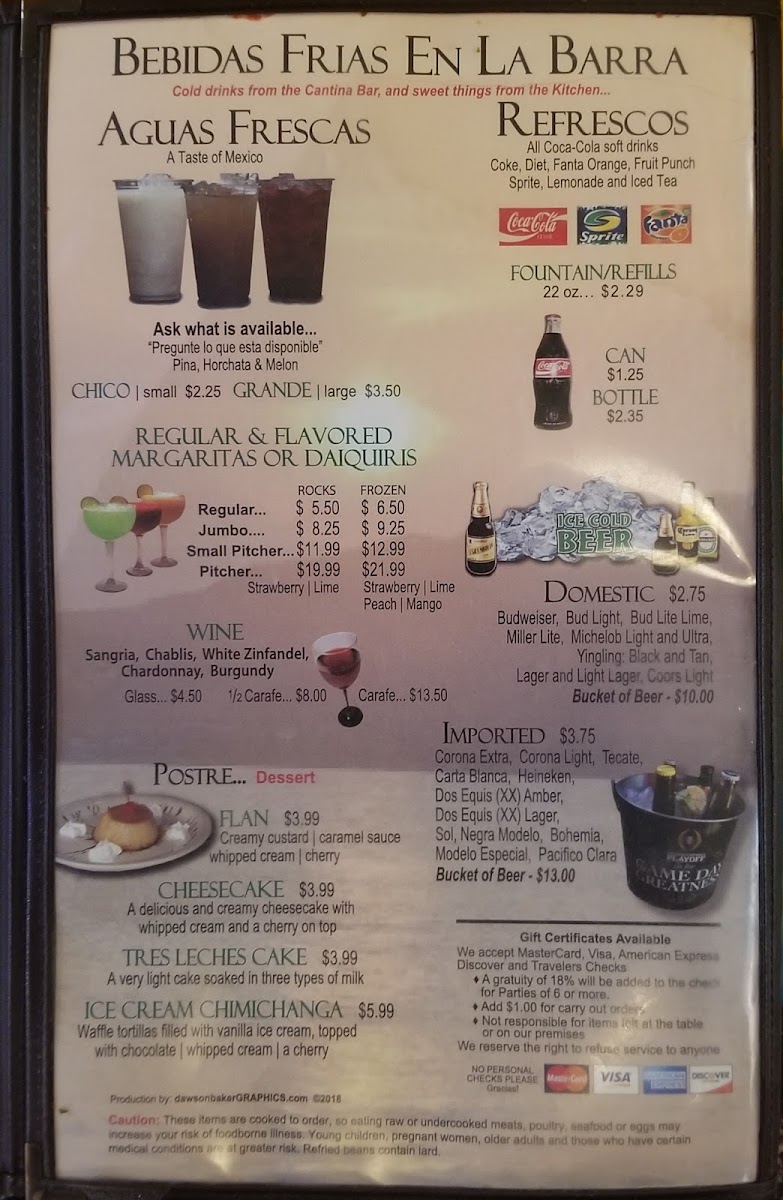 BEBIDAS FRIAS EN LA BARRA
Cold drinks from the Cantina Bar, and sweet things from the Kitchen...
AGUAS FRESCAS
A Taste of Mexico
Ask what is available...
“Pregunte lo que esta disponible”
Pina, Horchata & Melon
CHICO | small $2.25 GRANDE | large $3.50
REGULAR & FLAVORED
MARGARITAS OR DAIQUIRIS
ROCKS FROZEN
Regular... $ 5.50 $ 6.50
Jumbo.... $ 8.25 $ 9.25
Small Pitcher... $11.99 $12.99
Pitcher... $19.99 $21.99
Strawberry | Lime Strawberry | Lime
Peach | Mango
WINE
Sangria, Chablis, White Zinfandel,
Chardonnay, Burgundy
Glass... $4.50 1/2 Carafe... $8.00 Carafe... $13.50
POSTRE... Dessert
FLAN $3.99
Creamy custard | caramel sauce
whipped cream | cherry
CHEESECAKE $3.99
A delicious and creamy cheesecake with
whipped cream and a cherry on top
TRES LECHES CAKE $3.99
A very light cake soaked in three types of milk
ICE CREAM CHIMICHANGA $5.99
Waffle tortillas filled with vanilla ice cream, topped
with chocolate | whipped cream | a cherry
REFRESCOS
All Coca-Cola soft drinks
Coke, Diet, Fanta Orange, Fruit Punch
Sprite, Lemonade and Iced Tea
Coca-Cola Sprite Fanta
FOUNTAIN/REFILLS
22 oz... $2.29
Coca-Cola
CAN
$1.25
BOTTLE
$2.35
ICE COLD
BEER
DOMESTIC $2.75
Budweiser, Bud Light, Bud Lite Lime,
Miller Lite, Michelob Light and Ultra,
Yingling: Black and Tan,
Lager and Light Lager, Coors Light
Bucket of Beer - $10.00
IMPORTED $3.75
Corona Extra, Corona Light, Tecate,
Carta Blanca, Heineken,
Dos Equis (XX) Amber,
Dos Equis (XX) Lager,
Sol, Negra Modelo, Bohemia,
Modelo Especial, Pacifico Clara
Bucket of Beer - $13.00
PLAYOFF
GAME DAY
GREATNESS
Gift Certificates Available
We accept MasterCard, Visa, American Express
Discover and Travelers Checks
♦ A gratuity of 18% will be added to the check
for Parties of 6 or more.
♦ Add $1.00 for carry out orders
♦ Not responsible for items left at the table
or on our premises
We reserve the right to refuse service to anyone
NO PERSONAL
CHECKS PLEASE
Gracias!
MasterCard VISA AMERICAN EXPRESS DISCOVER
Production by: dawsonbakerGRAPHICS.com ©2016
Caution: These items are cooked to order, so eating raw or undercooked meats, poultry, seafood or eggs may
increase your risk of foodborne illness. Young children, pregnant women, older adults and those who have certain
medical conditions are at greater risk. Refried beans contain lard.